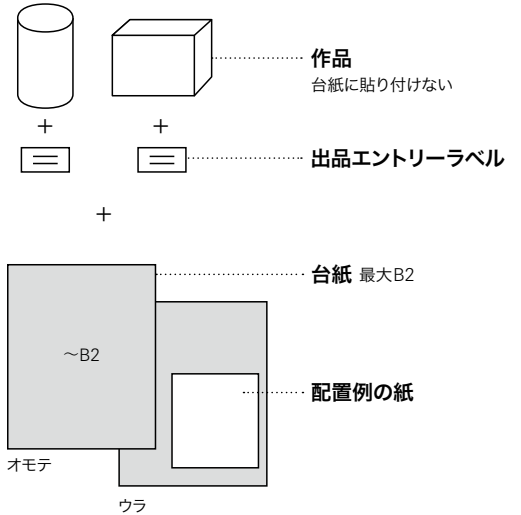 作品
台紙に貼り付けない
+ +
出品エントリーラベル
+
台紙 最大B2
〜B2
配置例の紙
オモテ
ウラ